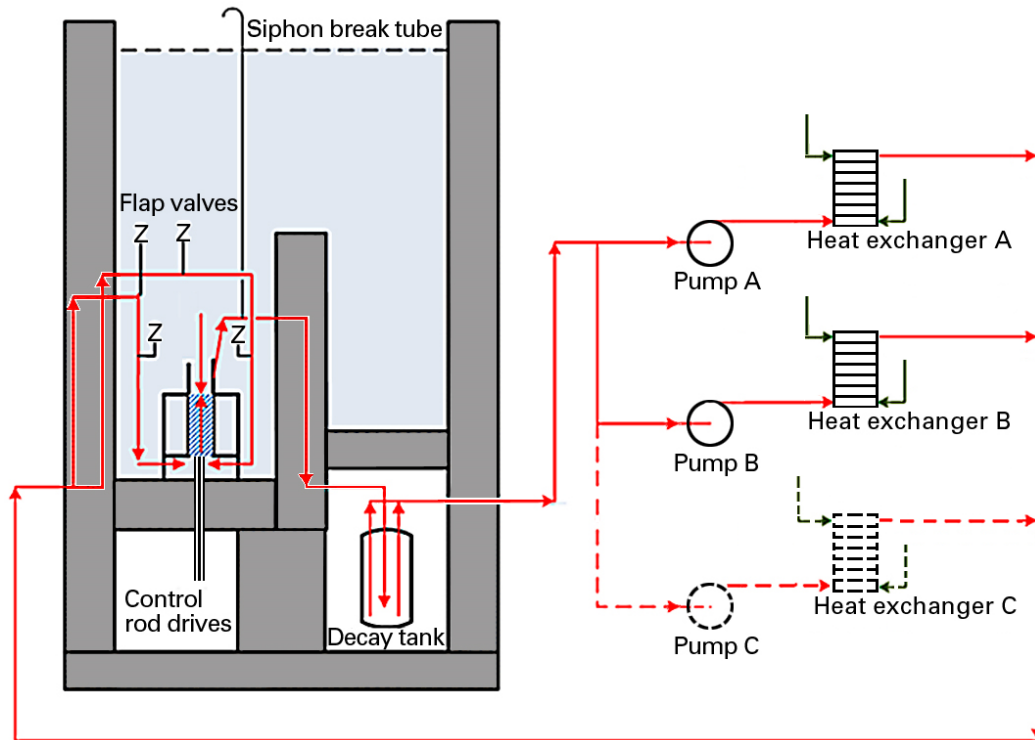 Siphon break tube
Flap valves
Z
Z
Z
Z
Heat exchanger A
Pump A
Heat exchanger B
Pump B
Control
rod drives
Decay tank
Heat exchanger C
Pump C